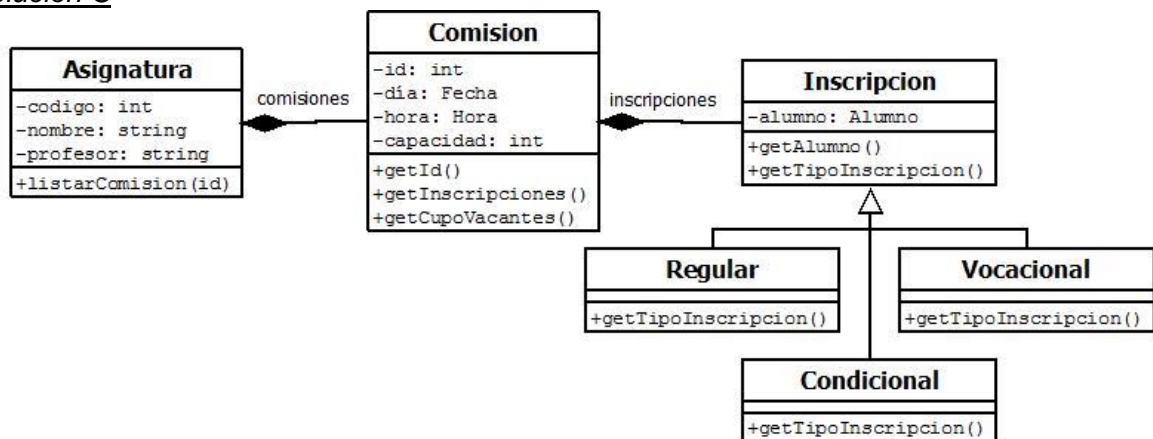 Comision
-id: int
-día: Fecha
-hora: Hora
-capacidad: int
+getId()
+getInscripciones()
+getCupoVacantes()
Asignatura
-codigo: int
-nombre: string
-profesor: string
+listarComision(id)
comisiones
inscripciones
Inscripcion
-alumno: Alumno
+getAlumno()
+getTipoInscripcion()
Regular
+getTipoInscripcion()
Vocacional
+getTipoInscripcion()
Condicional
+getTipoInscripcion()